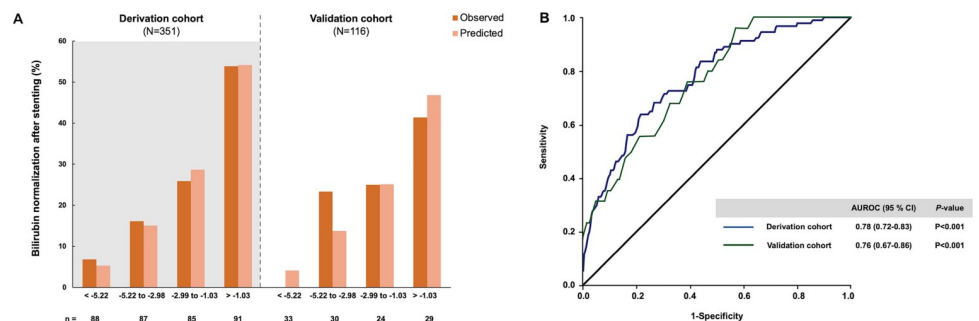 A
Derivation cohort
(N=351)
Validation cohort
(N=116)
Observed
Predicted
Bilirubin normalization after stenting (%)
60
50
40
30
20
10
0
< -5.22
-5.22 to -2.98
-2.99 to -1.03
> -1.03
< -5.22
-5.22 to -2.98
-2.99 to -1.03
> -1.03
n =
88
87
85
91
33
30
24
29
B
Sensitivity
1.0
0.8
0.6
0.4
0.2
0.0
0.0
0.2
0.4
0.6
0.8
1.0
1-Specificity
AUROC (95 % CI)
P-value
Derivation cohort
0.78 (0.72-0.83)
P<0.001
Validation cohort
0.76 (0.67-0.86)
P<0.001